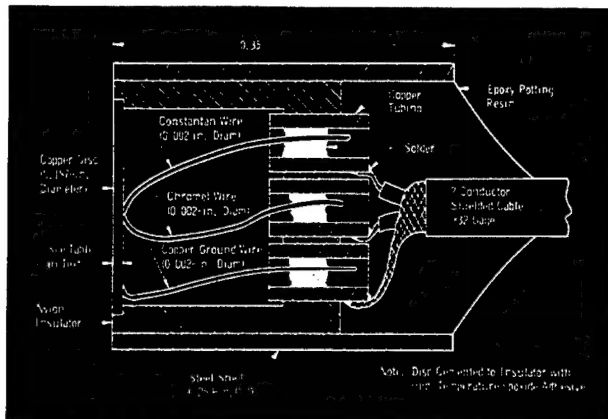 0.35
Epoxy Potting
Resin
Copper
Tubing
Constantan Wire
(0.002-in. Diam)
Solder
Copper Disc
Diameter)
Chromel Wire
(0.002-in. Diam)
2 Conductor
Shielded Cable
Copper Ground Wire
(0.002-in. Diam)
Nylon
Insulator
Steel
Note: Disc Cemented to Insulator with
Temperature Adhesive